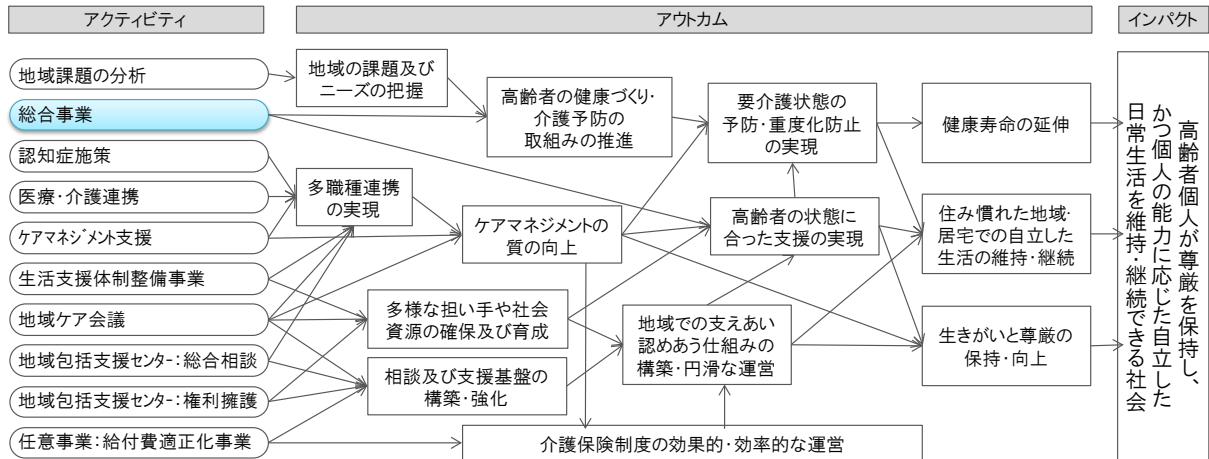 アクティビティ
アウトカム
インパクト
地域課題の分析
総合事業
認知症施策
医療・介護連携
ｹｱﾏﾈｼﾞﾒﾝﾄ支援
生活支援体制整備事業
地域ケア会議
地域包括支援ｾﾝﾀｰ：総合相談
地域包括支援ｾﾝﾀｰ：権利擁護
任意事業：給付費適正化事業
地域の課題及び
ニーズの把握
多職種連携
の実現
高齢者の健康づくり・
介護予防の
取組みの推進
ケアマネジメントの
質の向上
多様な担い手や社会
資源の確保及び育成
相談及び支援基盤の
構築・強化
要介護状態の
予防・重度化防止
の実現
高齢者の状態に
合った支援の実現
地域での支えあい
認めあう仕組みの
構築・円滑な運営
介護保険制度の効果的・効率的な運営
健康寿命の延伸
住み慣れた地域・
居宅での自立した
生活の維持・継続
生きがいと尊厳の
保持・向上
高齢者個人が尊厳を保持し、
かつ個人の能力に応じた自立した
日常生活を維持・継続できる社会